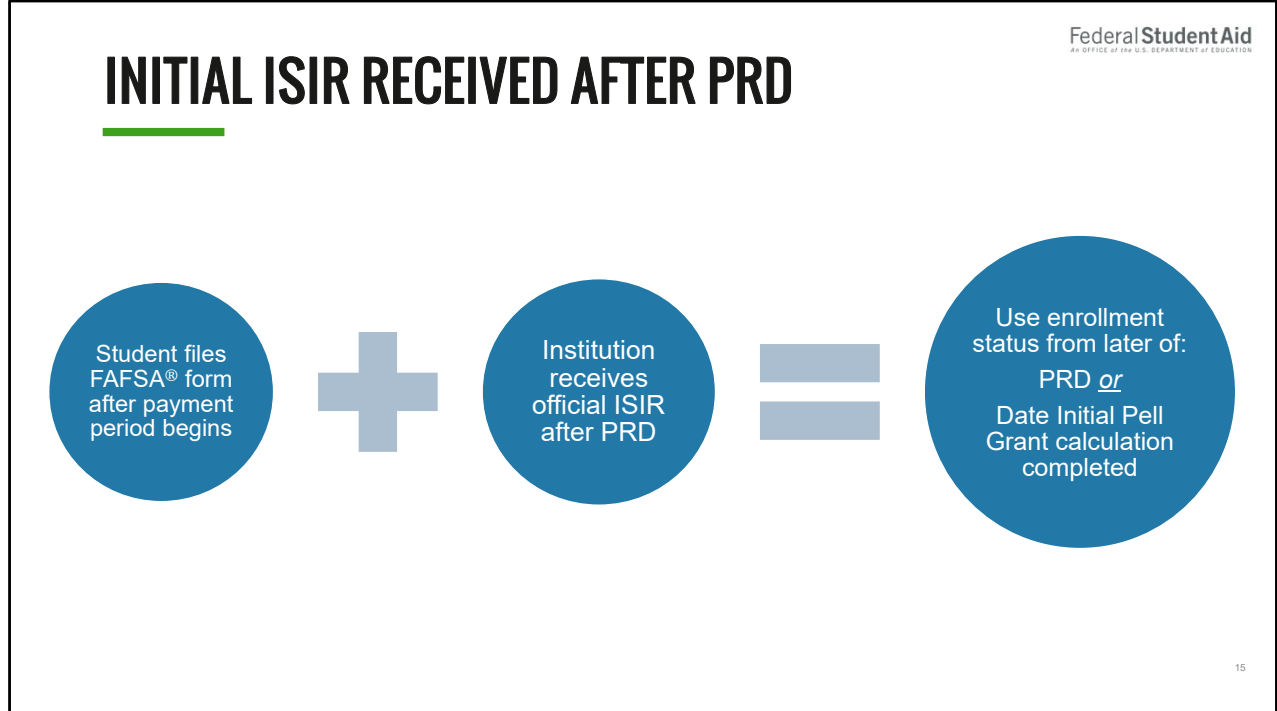 Federal Student Aid
An OFFICE of the U.S. DEPARTMENT of EDUCATION
INITIAL ISIR RECEIVED AFTER PRD
Student files
FAFSA® form
after payment
period begins
Institution
receives
official ISIR
after PRD
Use enrollment
status from later of:
PRD or
Date Initial Pell
Grant calculation
completed
15